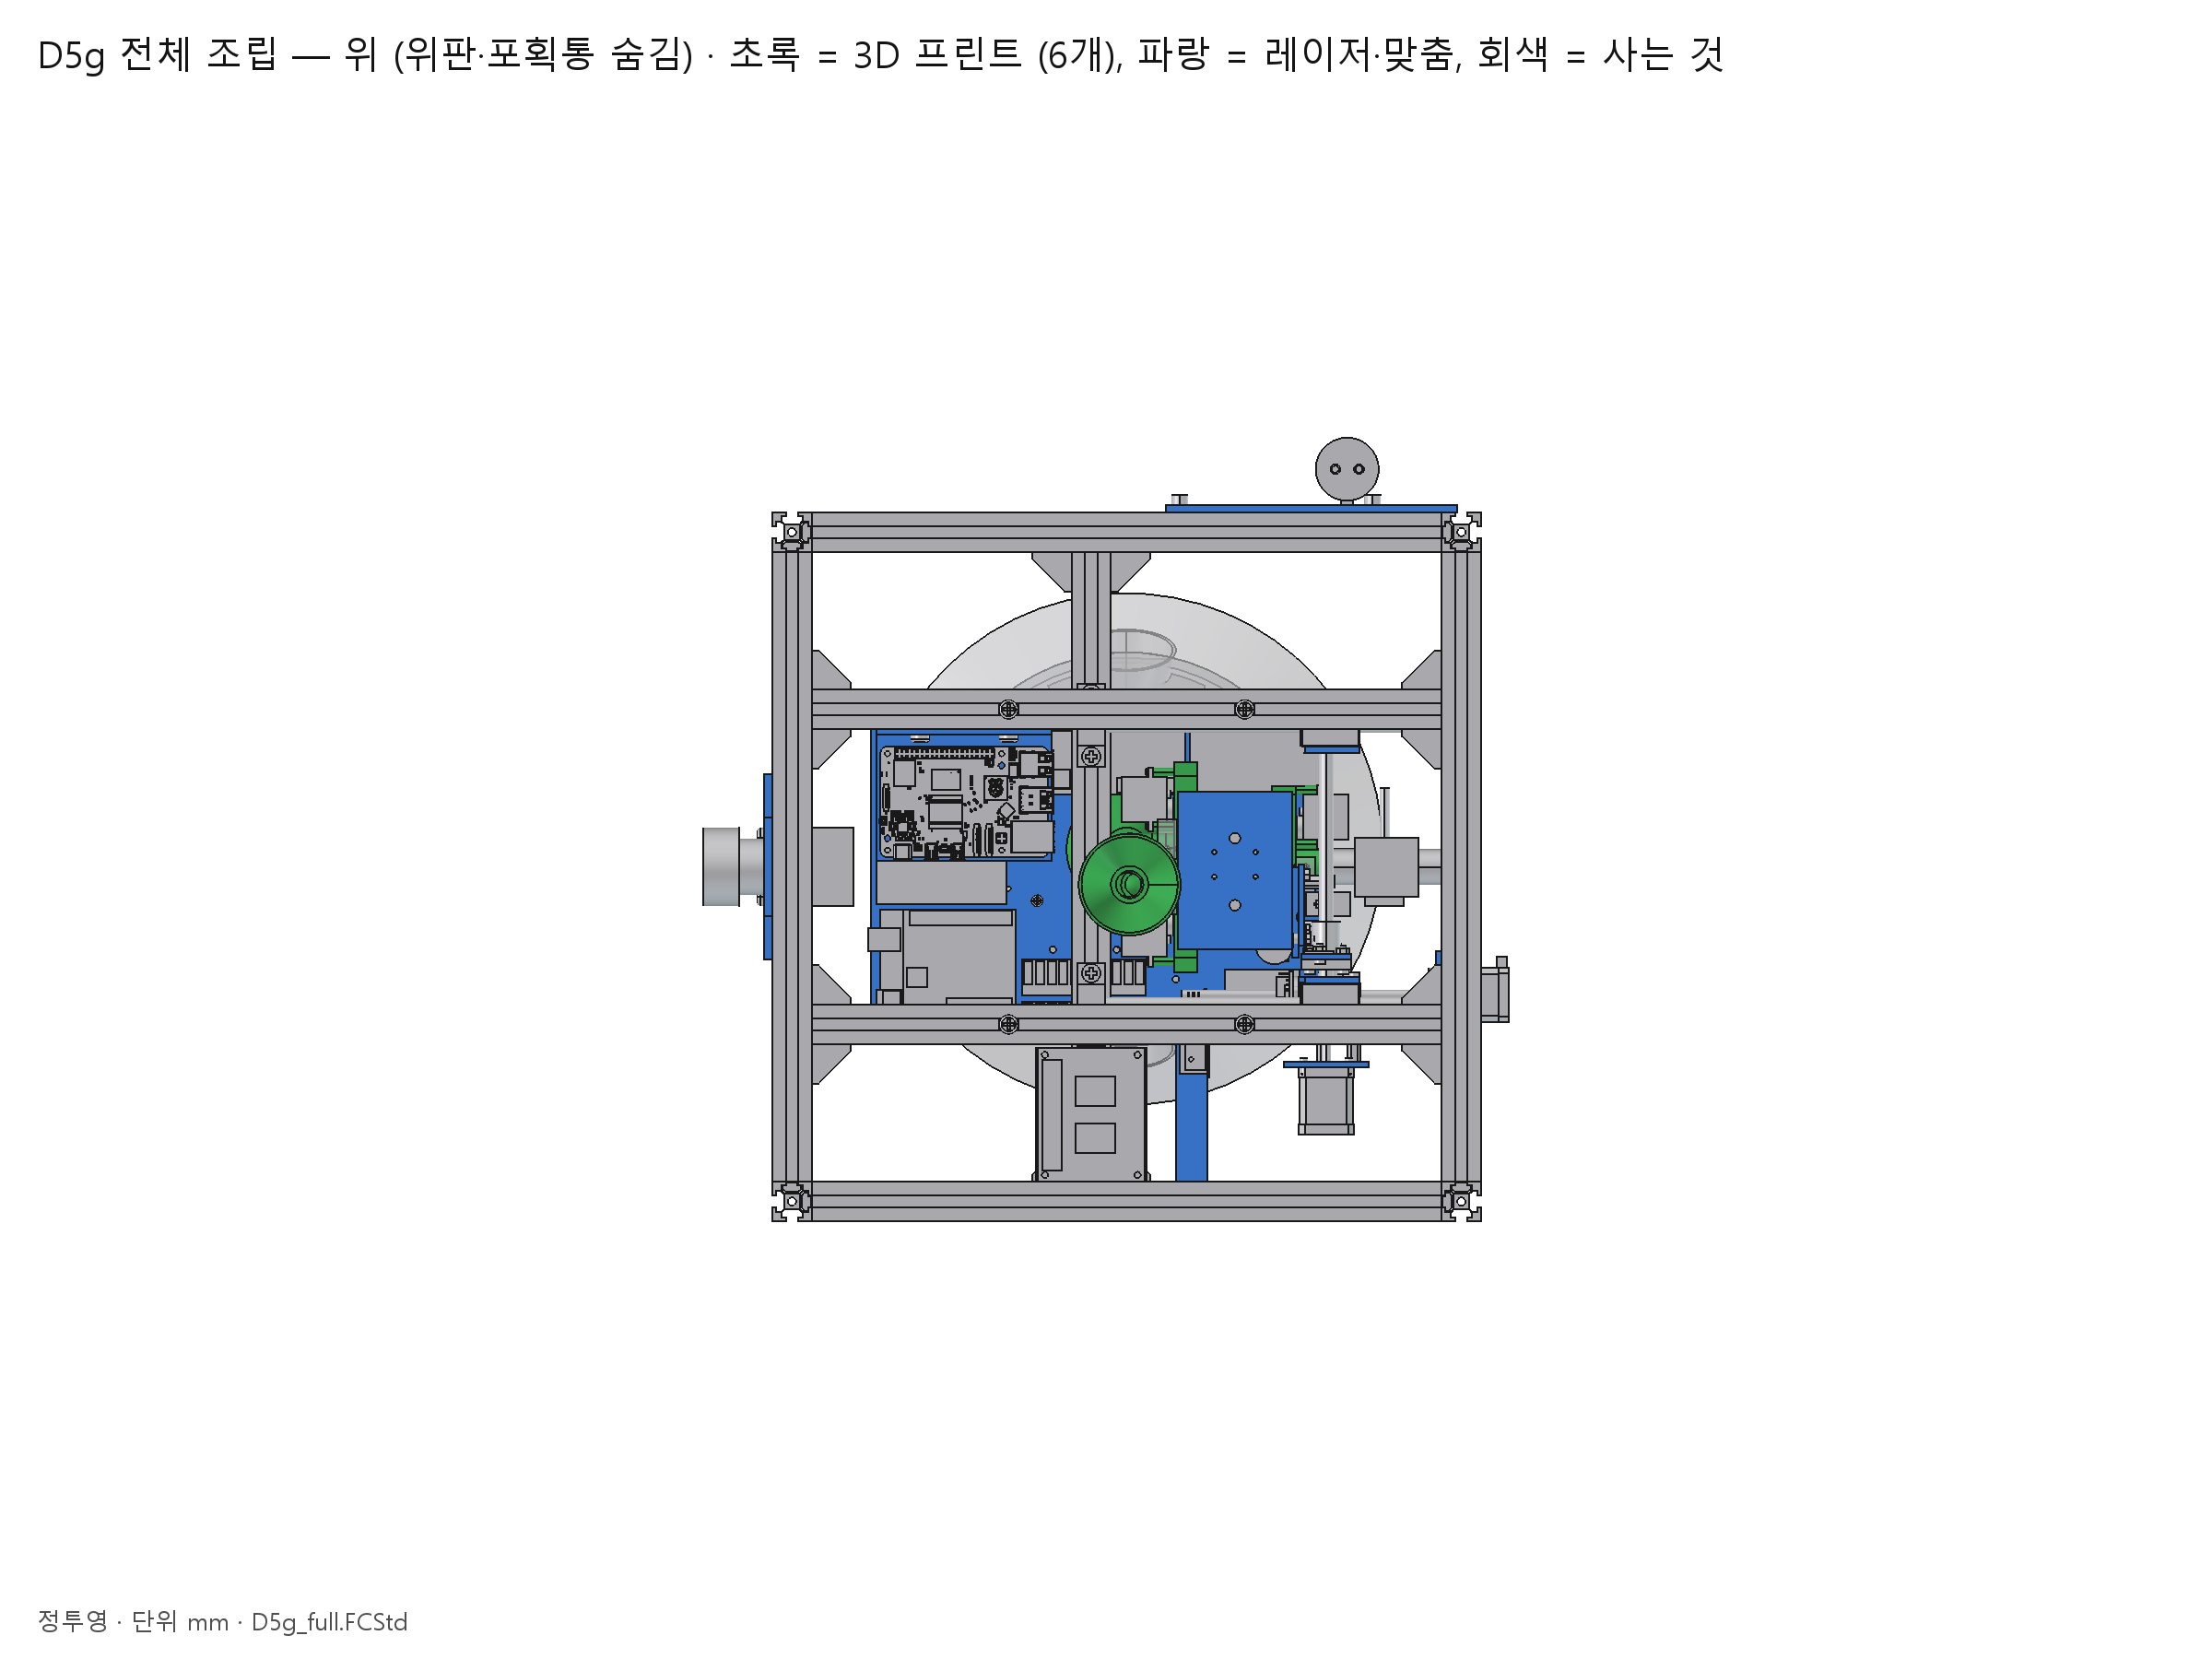 D5g 전체 조립 — 위 (위판·포획통 숨김) · 초록 = 3D 프린트 (6개), 파랑 = 레이저·맞춤, 회색 = 사는 것
정투영 · 단위 mm · D5g_full.FCStd